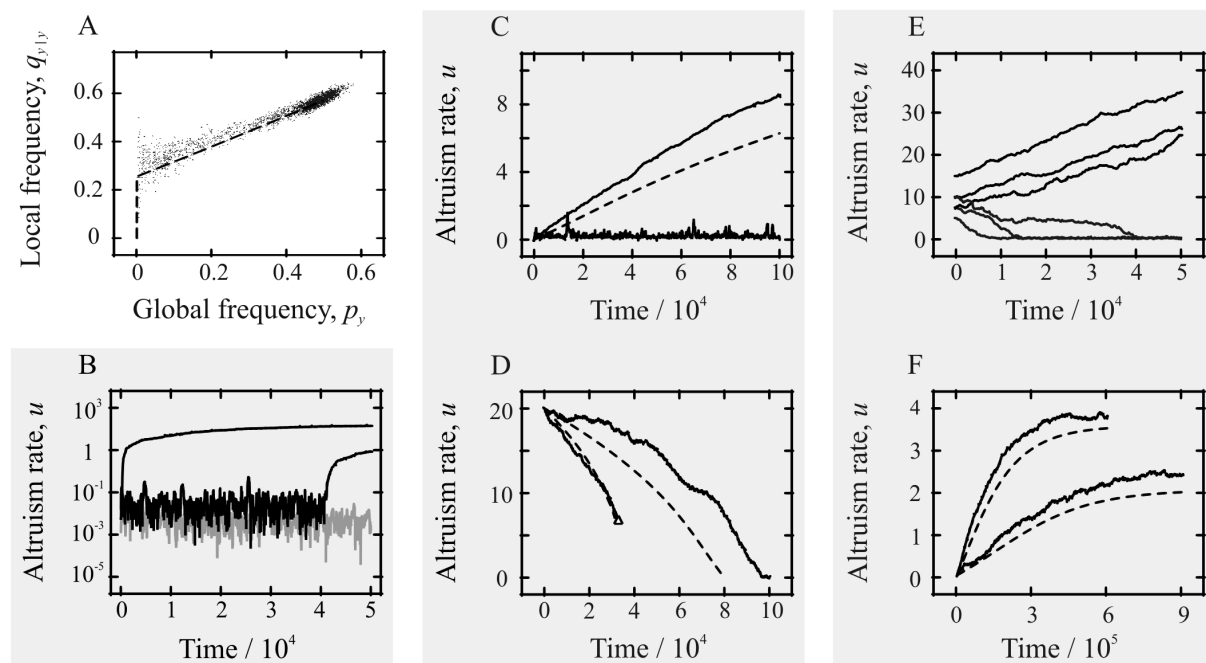 A
Local frequency, q_{y|y}
0.6
0.4
0.2
0
0 0.2 0.4 0.6
Global frequency, p_y
B
Altruism rate, u
10^3
1
10^-1
10^-3
10^-5
0 1 2 3 4 5
Time / 10^4
C
Altruism rate, u
8
4
0
0 2 4 6 8 10
Time / 10^4
D
Altruism rate, u
20
10
0
0 2 4 6 8 10
Time / 10^4
E
Altruism rate, u
40
30
20
10
0
0 1 2 3 4 5
Time / 10^4
F
Altruism rate, u
4
3
2
1
0
0 3 6 9
Time / 10^5